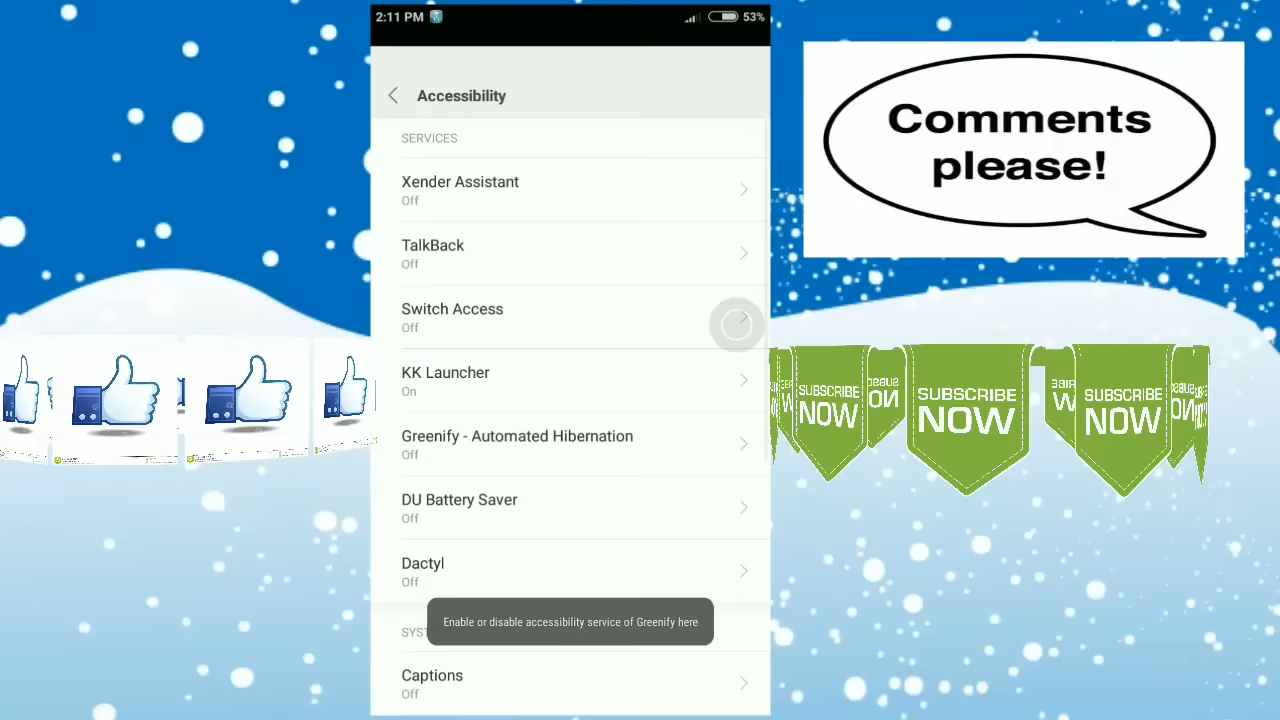 2:11 PM
53%
Accessibility
SERVICES
Xender Assistant
Off
TalkBack
Off
Switch Access
Off
KK Launcher
On
Greenify - Automated Hibernation
Off
DU Battery Saver
Off
Dactyl
Off
Enable or disable accessibility service of Greenify here
Captions
Off
Comments
please!
SUBSCRIBE
NOW
SUBSCRIBE
NOW
SUBSCRIBE
NOW